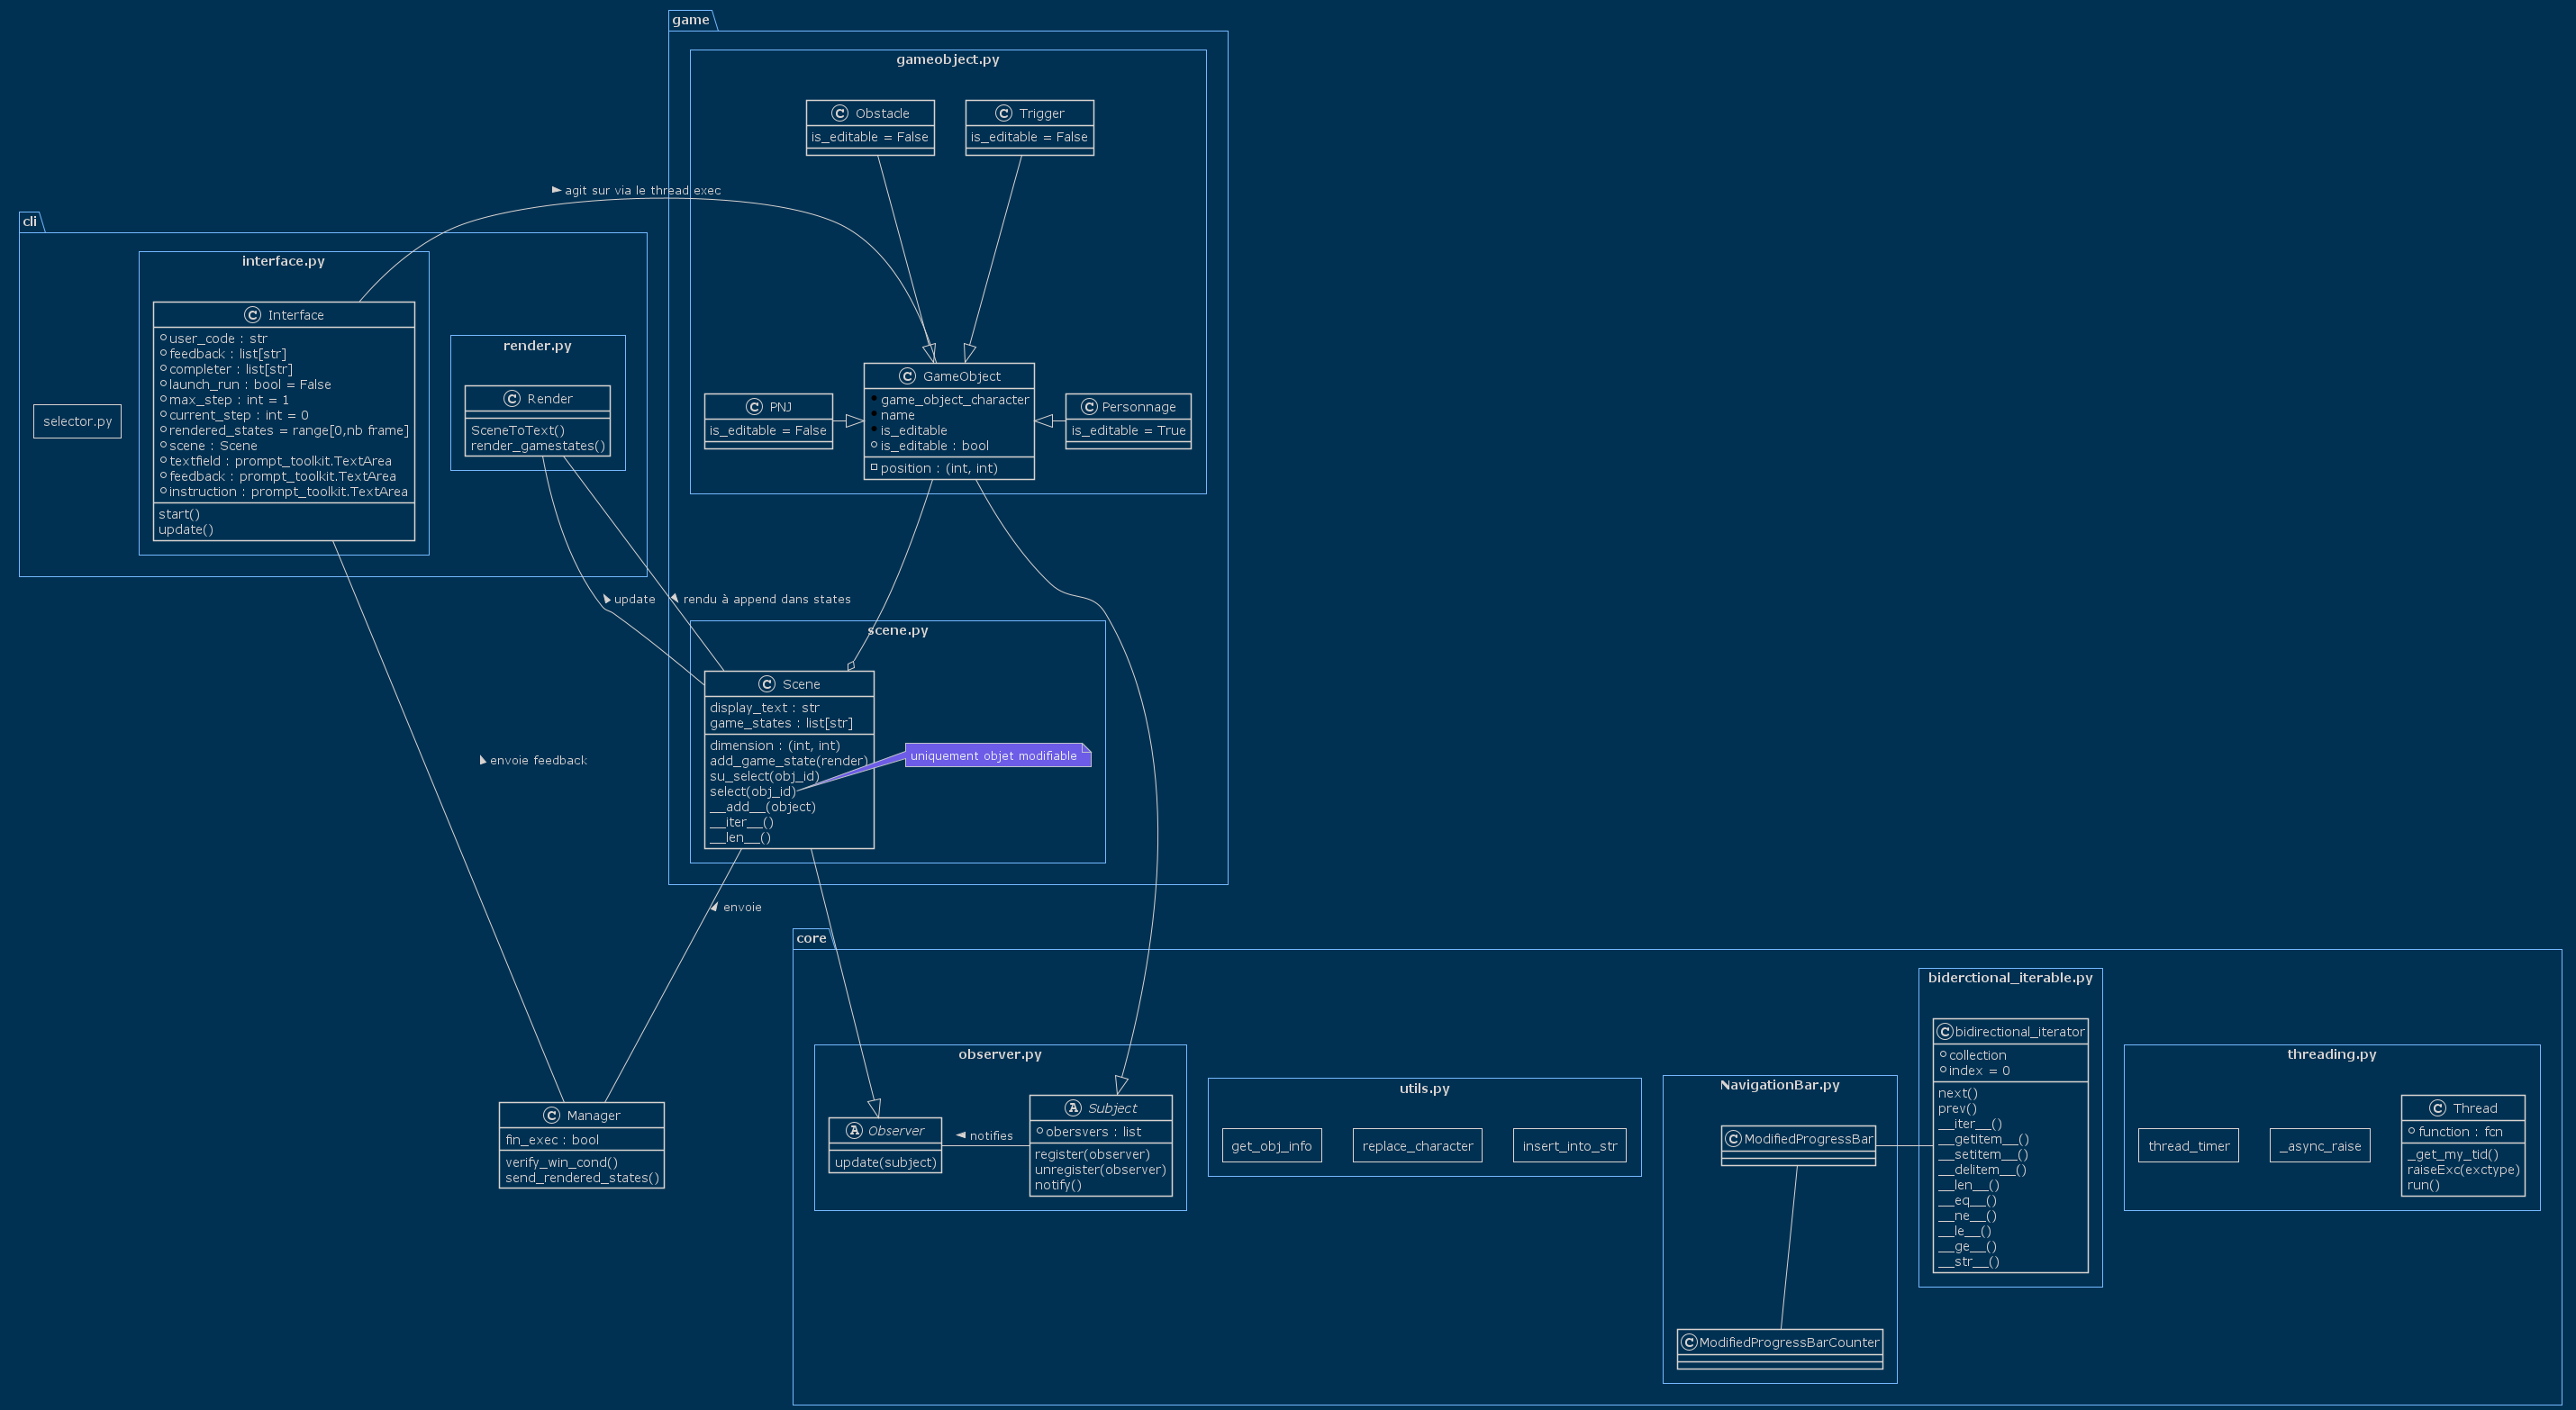 game
gameobject.py
C Obstacle
is_editable = False
C Trigger
is_editable = False
agit sur via le thread exec
cli
interface.py
C Interface
user_code : str
feedback : list[str]
completer : list[str]
launch_run : bool = False
max_step : int = 1
current_step : int = 0
rendered_states = range[0,nb frame]
scene : Scene
textfield : prompt_toolkit.TextArea
feedback : prompt_toolkit.TextArea
instruction : prompt_toolkit.TextArea
start()
update()
selector.py
render.py
C Render
SceneToText()
render_gamestates()
C PNJ
is_editable = False
C GameObject
game_object_character
name
is_editable
is_editable : bool
position : (int, int)
C Personnage
is_editable = True
update
rendu à append dans states
scene.py
C Scene
display_text : str
game_states : list[str]
dimension : (int, int)
add_game_state(render)
su_select(obj_id)
select(obj_id)
__add__(object)
__iter__()
__len__()
uniquement objet modifiable
envoie feedback
envoie
C Manager
fin_exec : bool
verify_win_cond()
send_rendered_states()
core
observer.py
A Observer
update(subject)
notifies
A Subject
obersvers : list
register(observer)
unregister(observer)
notify()
utils.py
get_obj_info
replace_character
insert_into_str
NavigationBar.py
C ModifiedProgressBar
C ModifiedProgressBarCounter
biderctional_iterable.py
C bidirectional_iterator
collection
index = 0
next()
prev()
__iter__()
__getitem__()
__setitem__()
__delitem__()
__len__()
__eq__()
__ne__()
__le__()
__ge__()
__str__()
threading.py
thread_timer
_async_raise
C Thread
function : fcn
_get_my_tid()
raiseExc(exctype)
run()